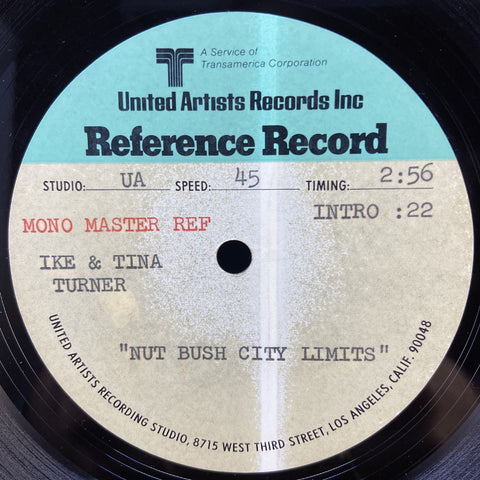 A Service of
Transamerica Corporation
United Artists Records Inc
Reference Record
STUDIO: UA SPEED: 45 TIMING: 2:56
INTRO :22
MONO MASTER REF
IKE & TINA
TURNER
"NUT BUSH CITY LIMITS"
UNITED ARTISTS RECORDING STUDIO, 8715 WEST THIRD STREET, LOS ANGELES, CALIF. 90048